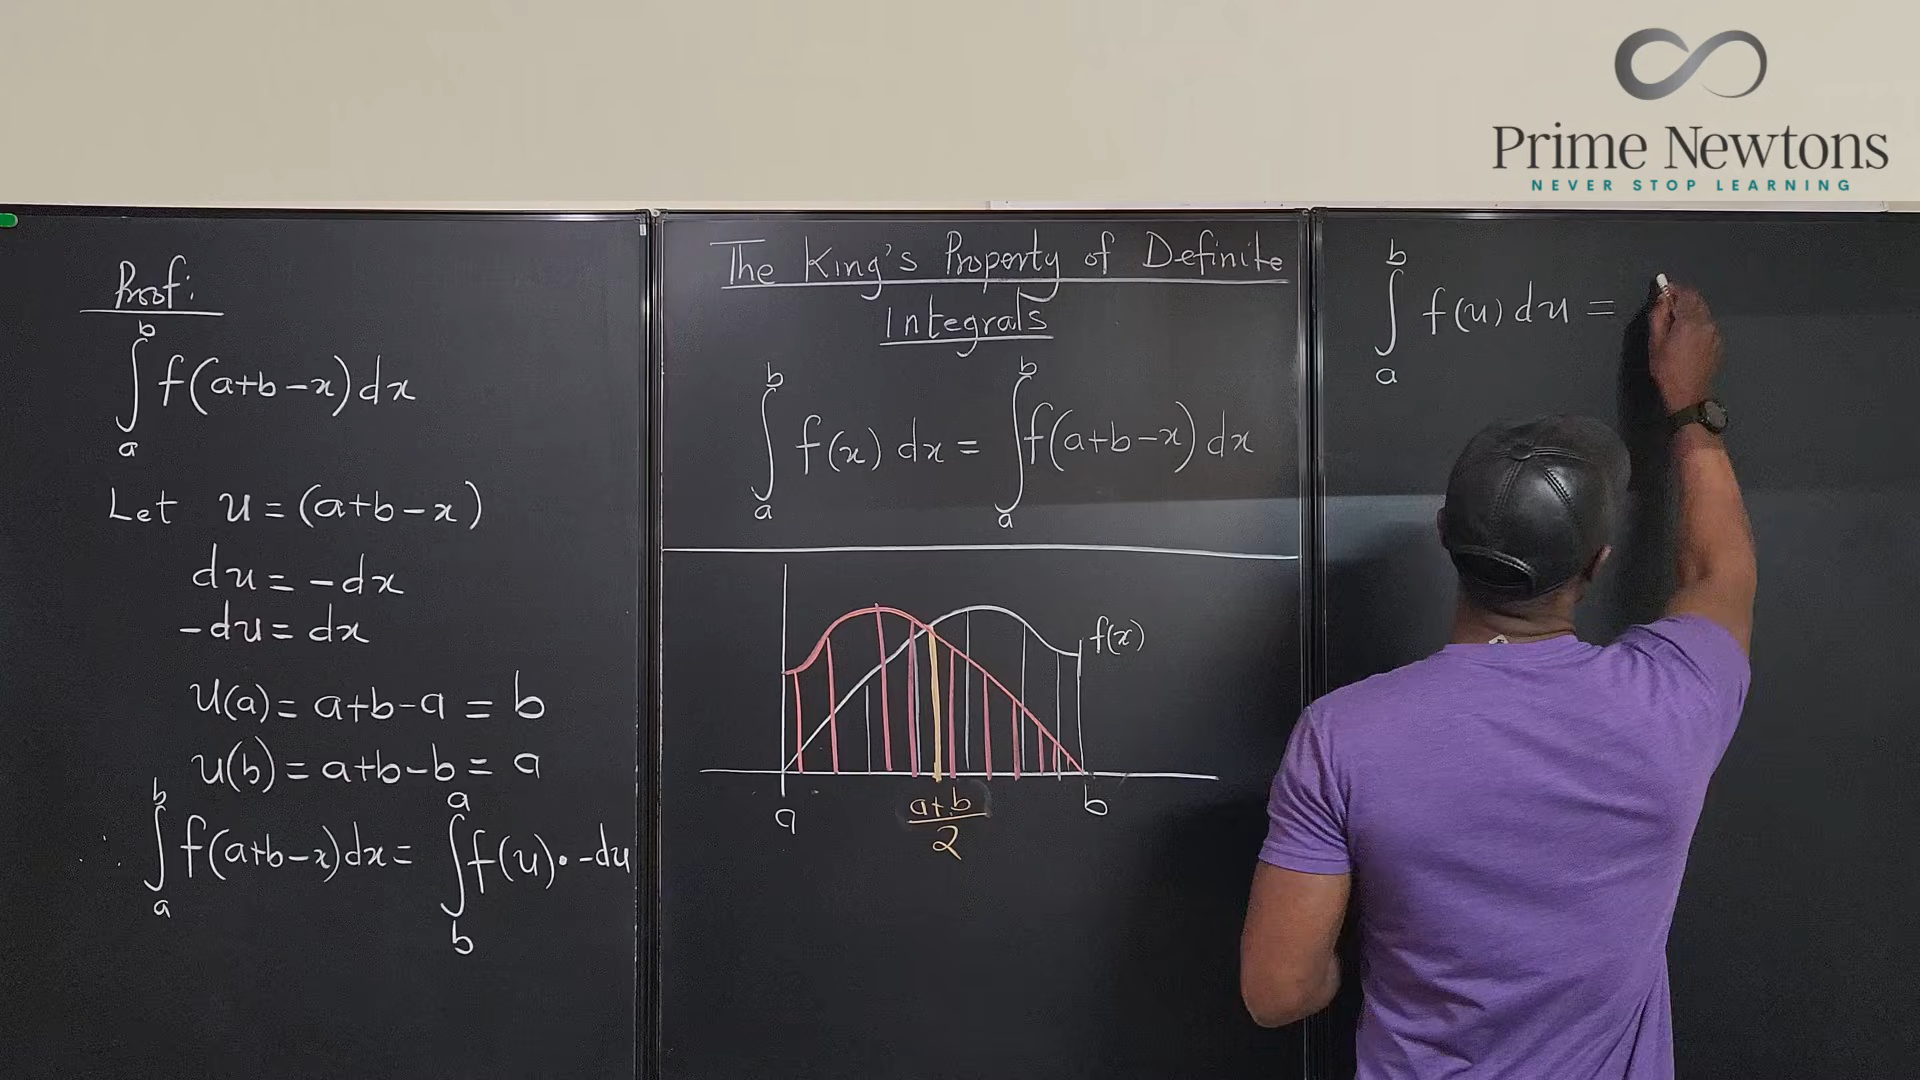 Prime Newtons
NEVER STOP LEARNING
Proof:
∫_a^b f(a+b-x)dx
Let u = (a+b-x)
du = -dx
-du = dx
u(a) = a+b-a = b
u(b) = a+b-b = a
∴ ∫_a^b f(a+b-x)dx = ∫_b^a f(u)•-du
The King's Property of Definite
Integrals
∫_a^b f(x) dx = ∫_a^b f(a+b-x)dx
f(x)
a
a+b/2
b
∫_a^b f(u)du =